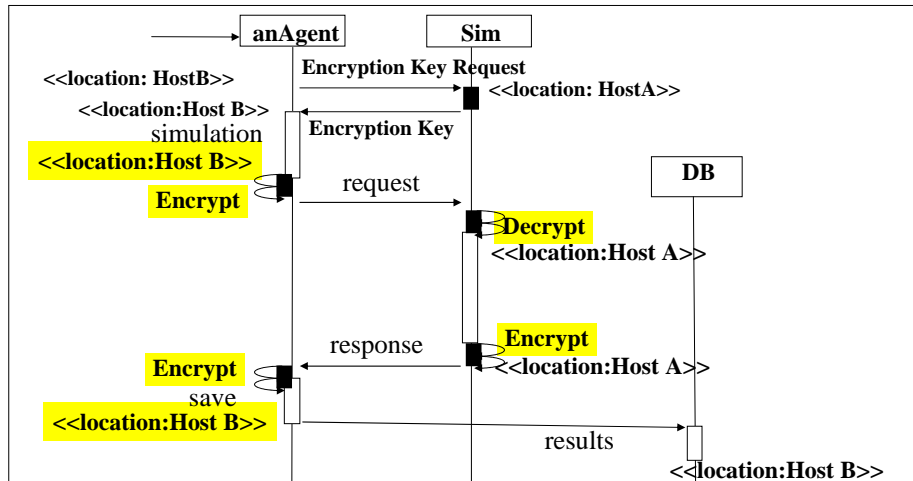 anAgent
Sim
Encryption Key Request
<<location: HostB>>
<<location: HostA>>
<<location:Host B>>
Encryption Key
simulation
<<location:Host B>>
DB
request
Encrypt
Decrypt
<<location:Host A>>
Encrypt
response
Encrypt
<<location:Host A>>
save
<<location:Host B>>
results
<<location:Host B>>